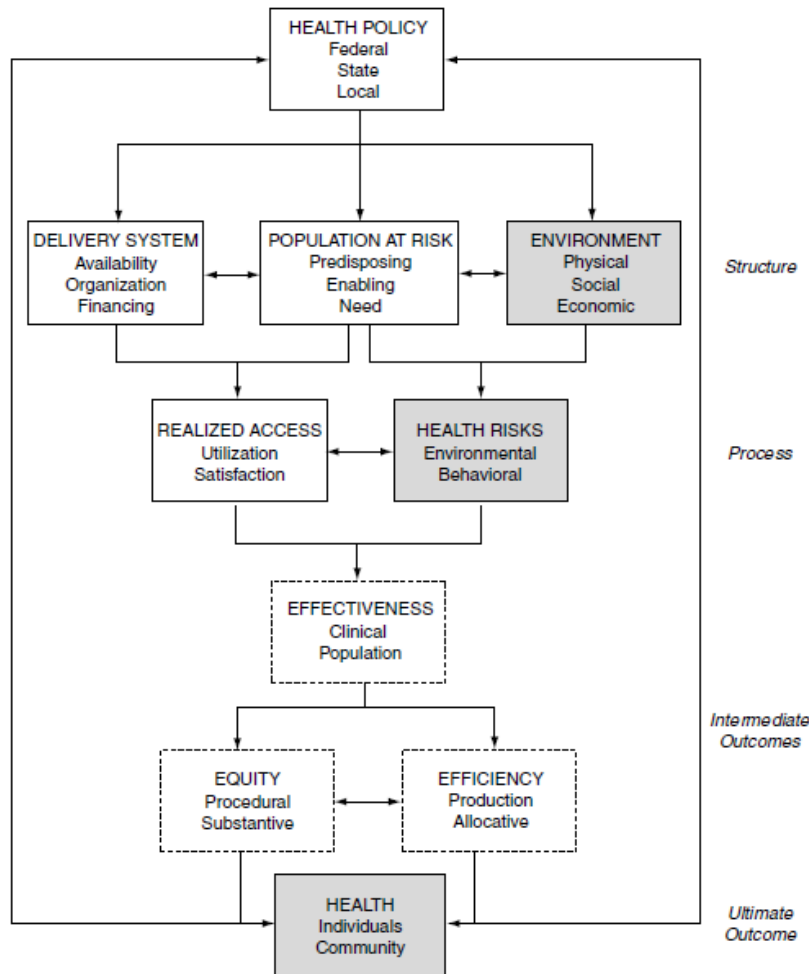 HEALTH POLICY
Federal
State
Local
DELIVERY SYSTEM
Availability
Organization
Financing
POPULATION AT RISK
Predisposing
Enabling
Need
ENVIRONMENT
Physical
Social
Economic
Structure
REALIZED ACCESS
Utilization
Satisfaction
HEALTH RISKS
Environmental
Behavioral
Process
EFFECTIVENESS
Clinical
Population
Intermediate
Outcomes
EQUITY
Procedural
Substantive
EFFICIENCY
Production
Allocative
HEALTH
Individuals
Community
Ultimate
Outcome